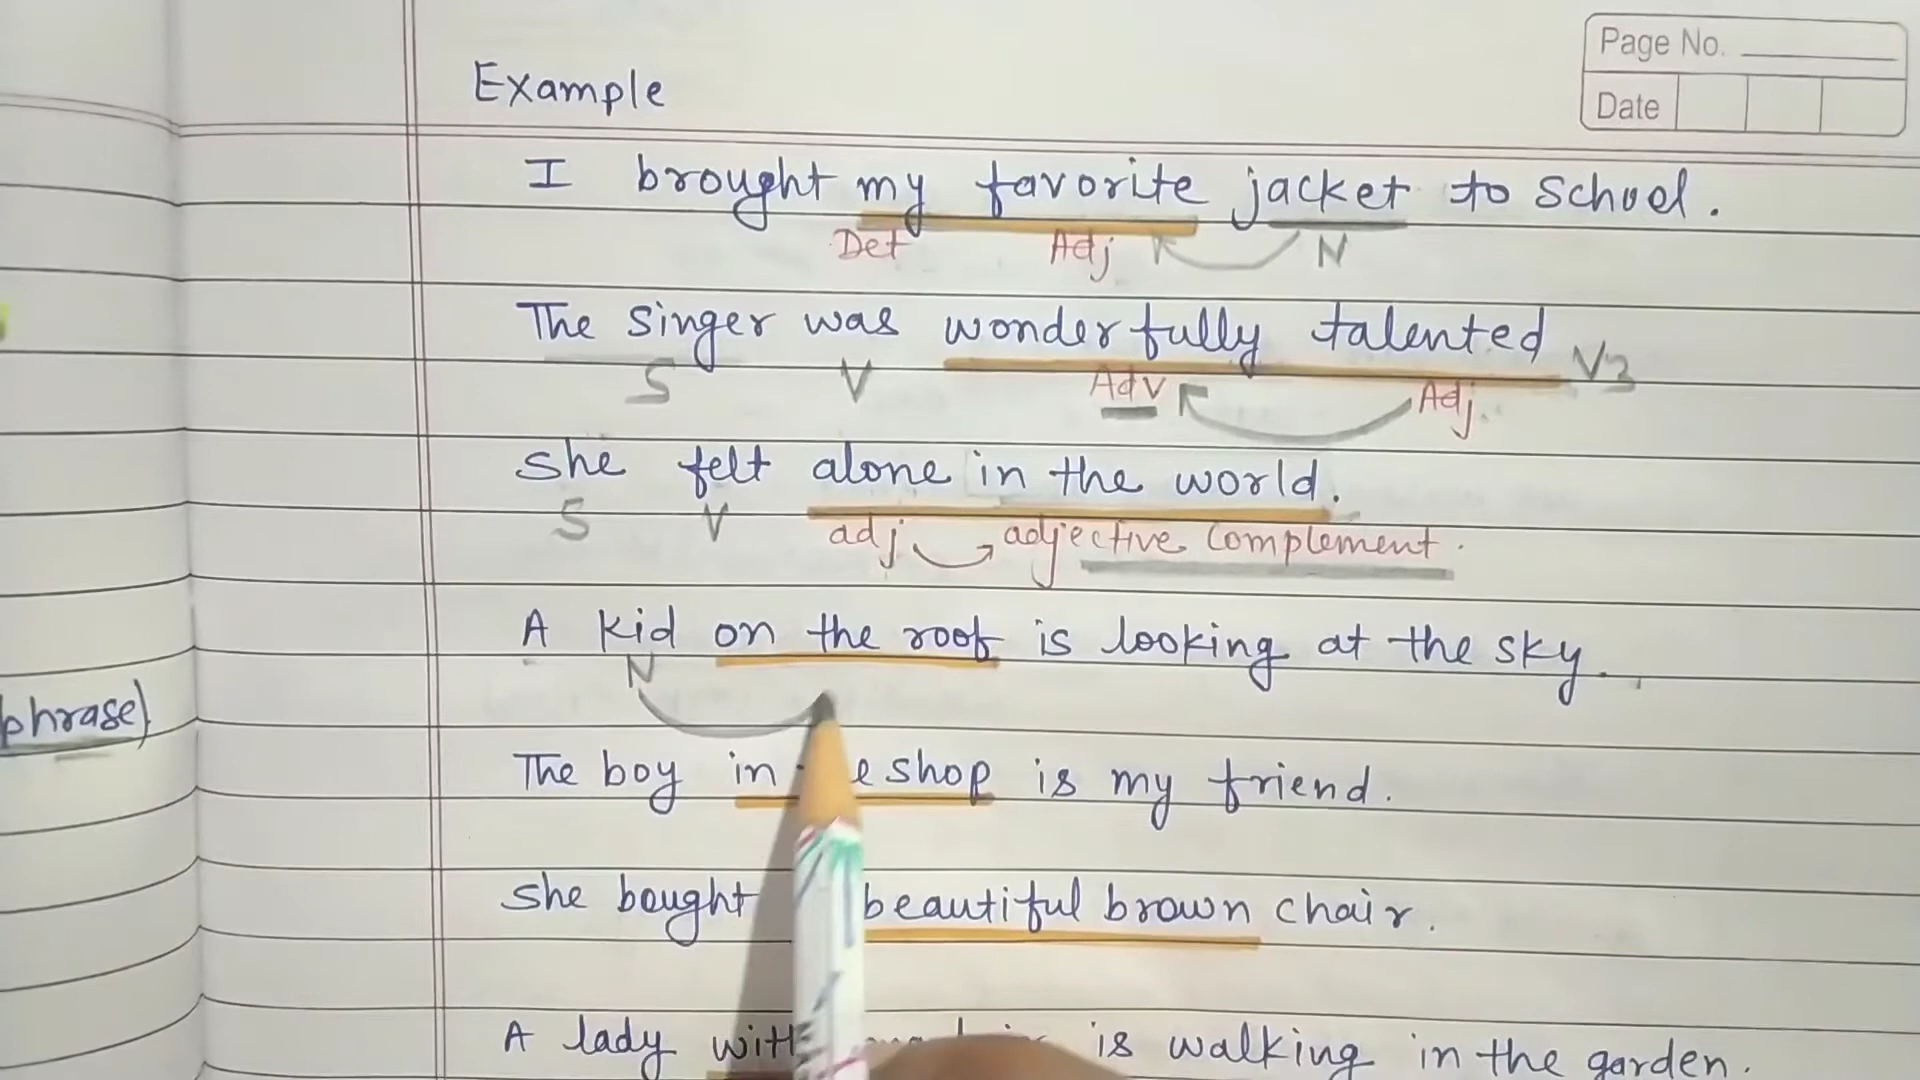 Page No.
Date
Example
I brought my favorite jacket to school.
Det Adj N
The singer was wonderfully talented V3
S V Adv Adj.
She felt alone in the world.
S V adj adjective Complement.
A kid on the roof is looking at the sky.
N
phrase)
The boy in shop is my friend.
She bought beautiful brown chair.
A lady with is walking in the garden.